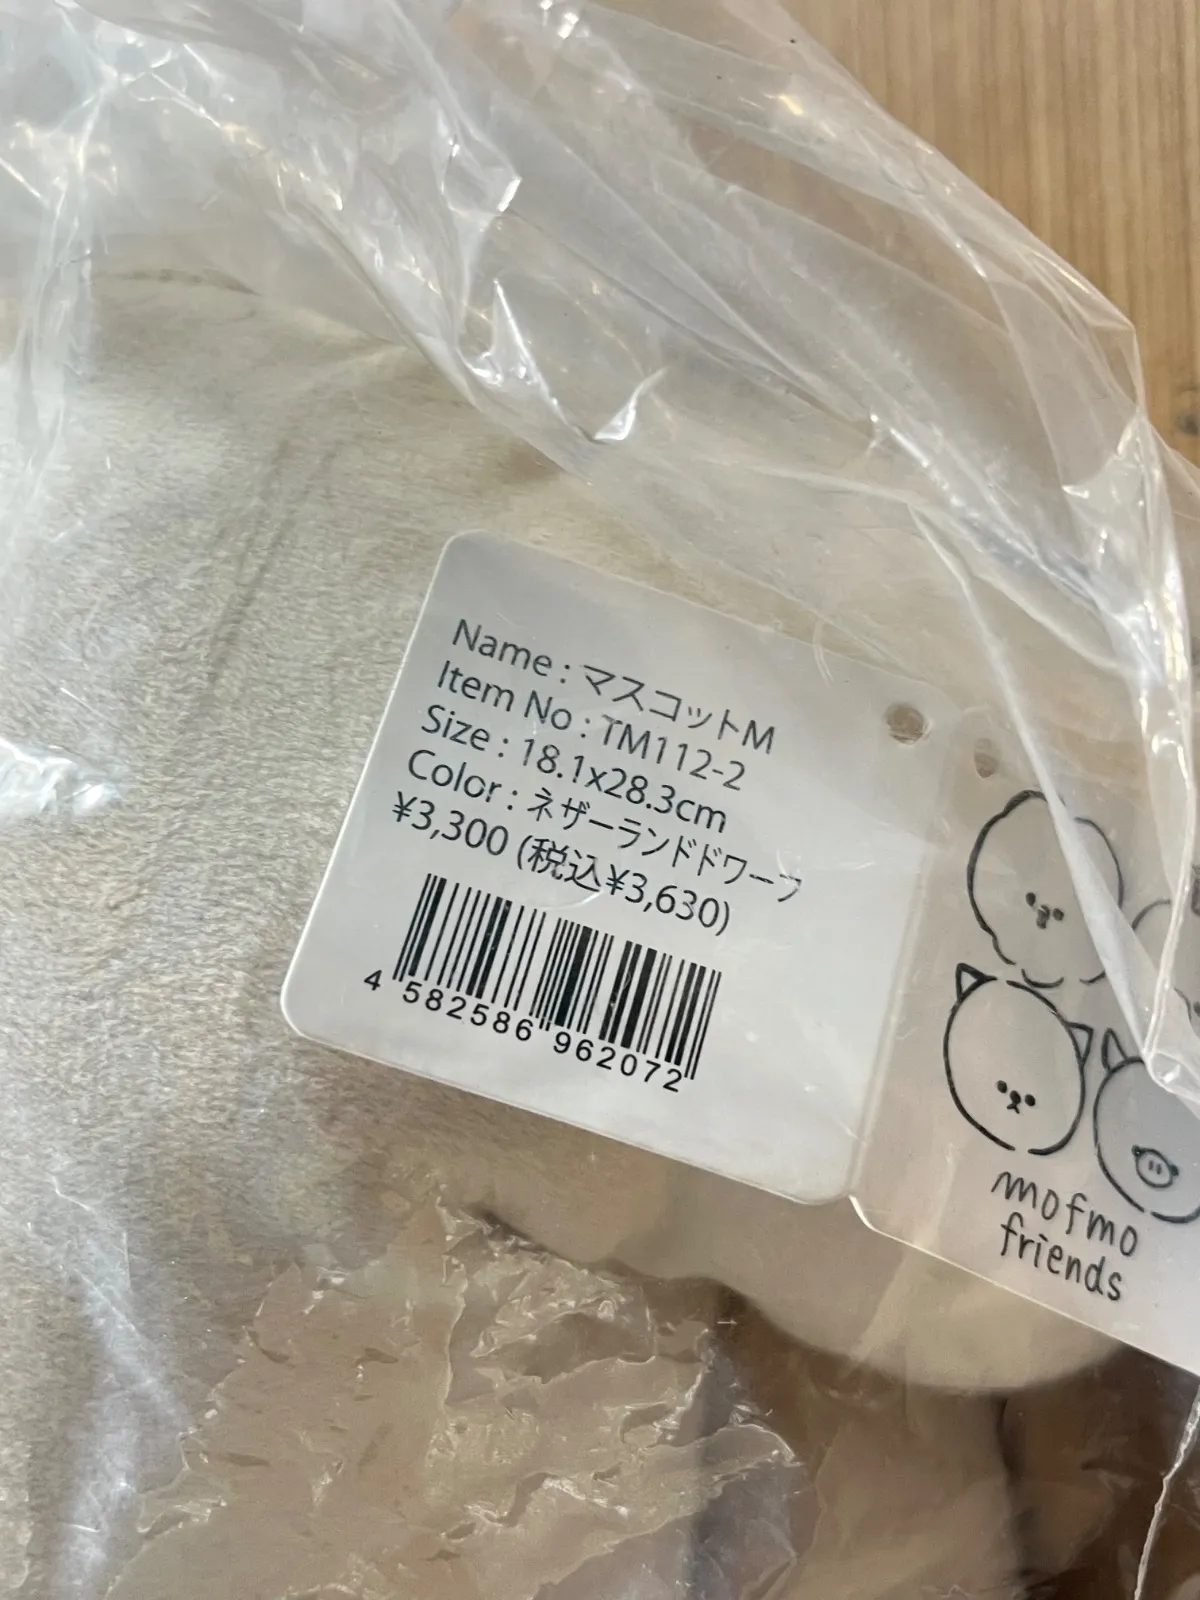 Name : マスコットM
Item No : TM112-2
Size : 18.1x28.3cm
Color : ネザーランドドワーフ
¥3,300 (税込¥3,630)
4 582586 962072
mofmo
friends